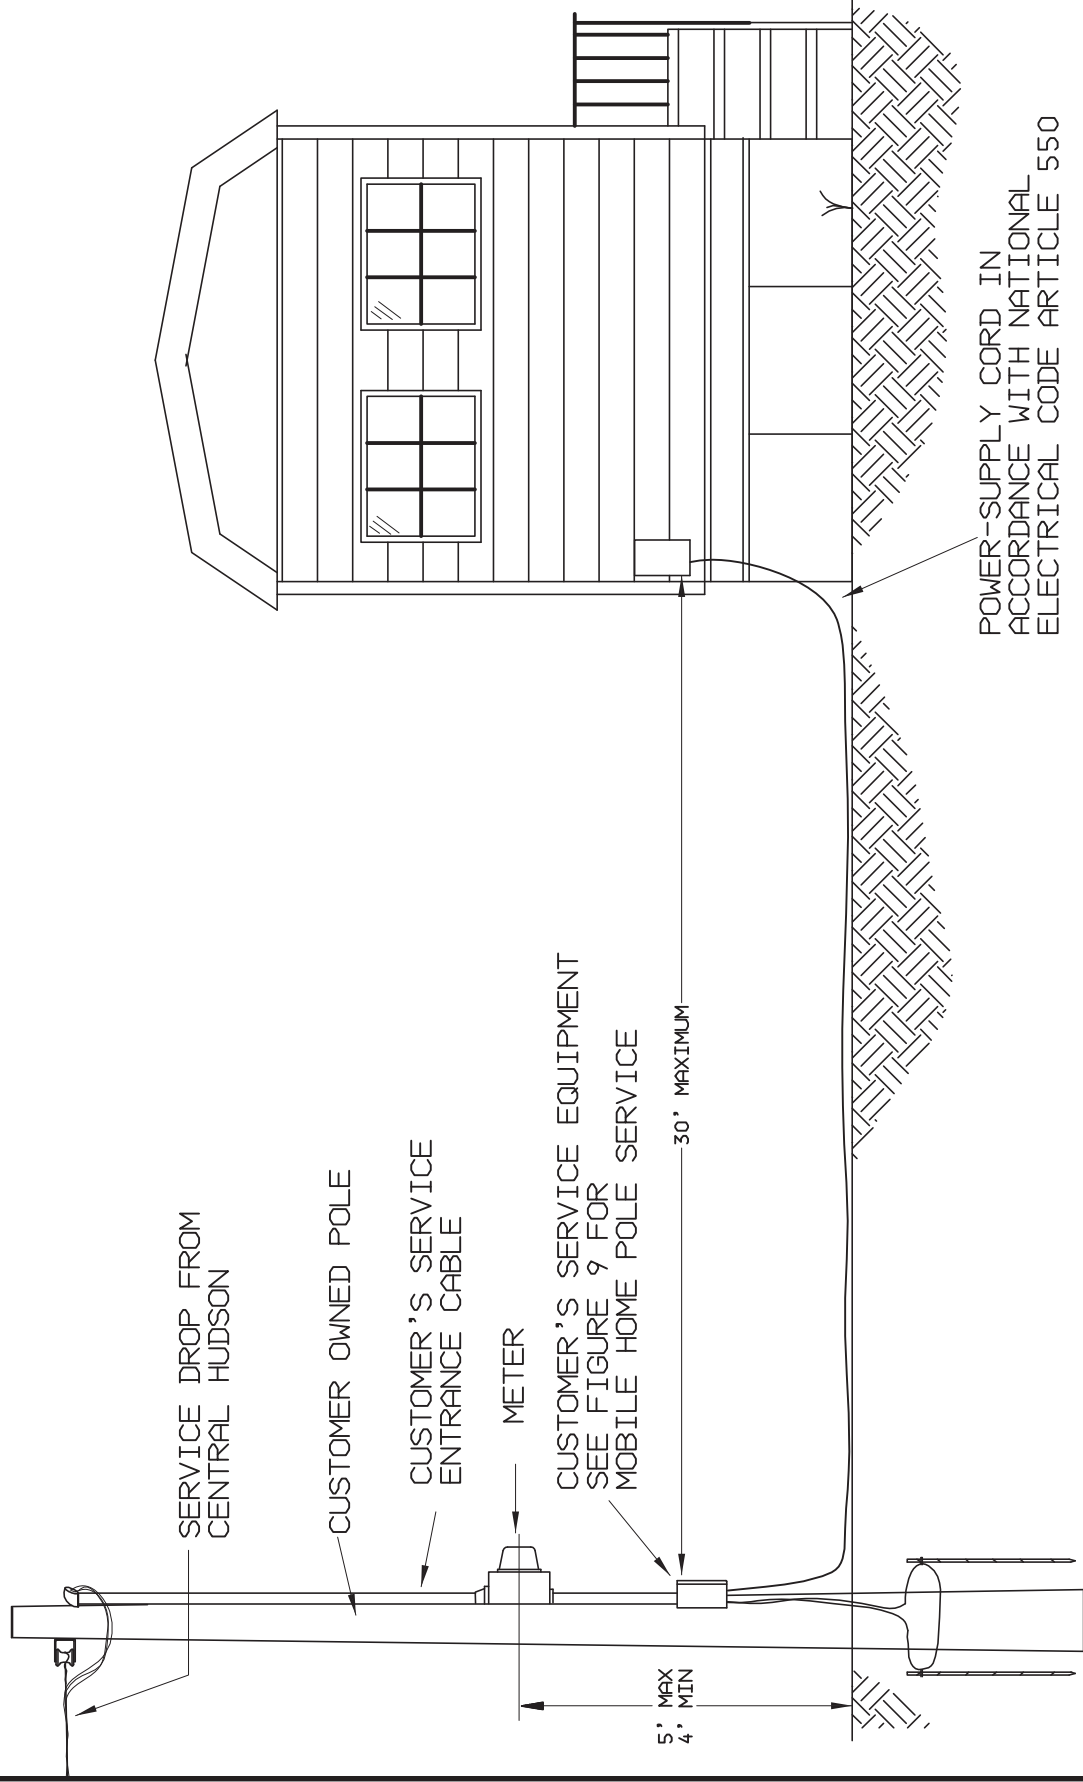 SERVICE DROP FROM
CENTRAL HUDSON
CUSTOMER OWNED POLE
CUSTOMER'S SERVICE
ENTRANCE CABLE
METER
CUSTOMER'S SERVICE EQUIPMENT
SEE FIGURE 9 FOR
MOBILE HOME POLE SERVICE
5' MAX
4' MIN
30' MAXIMUM
POWER-SUPPLY CORD IN
ACCORDANCE WITH NATIONAL
ELECTRICAL CODE ARTICLE 550